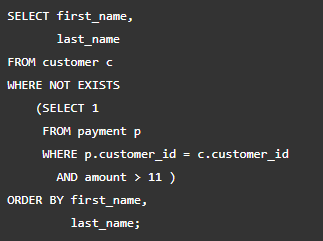 SELECT first_name,
       last_name
FROM customer c
WHERE NOT EXISTS
    (SELECT 1
     FROM payment p
     WHERE p.customer_id = c.customer_id
       AND amount > 11 )
ORDER BY first_name,
         last_name;